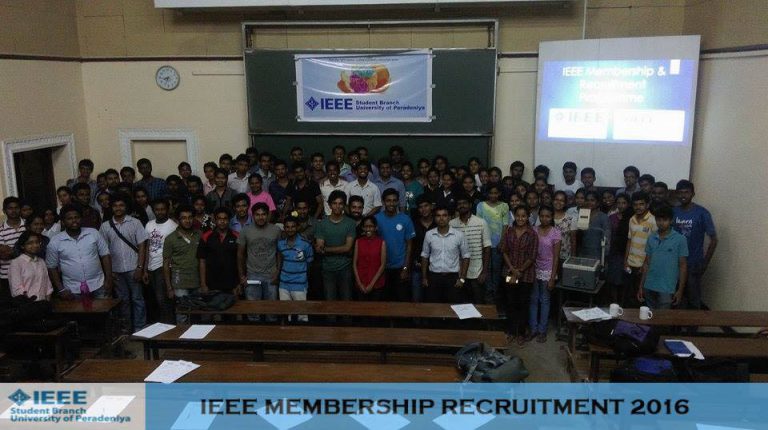 IEEE Student Branch
University of Peradeniya
IEEE Membership &
Recruitment
Programme
IEEE
IEEE
Student Branch
University of Peradeniya
IEEE MEMBERSHIP RECRUITMENT 2016